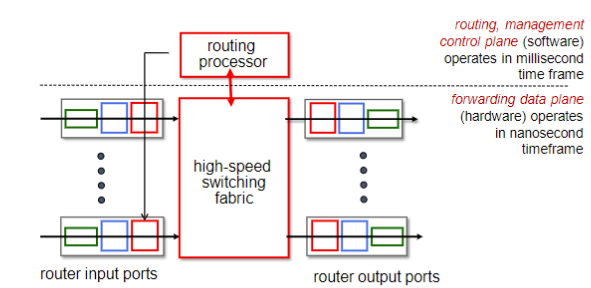 routing
processor
routing, management
control plane (software)
operates in millisecond
time frame
forwarding data plane
(hardware) operates
in nanosecond
timeframe
high-speed
switching
fabric
router input ports
router output ports